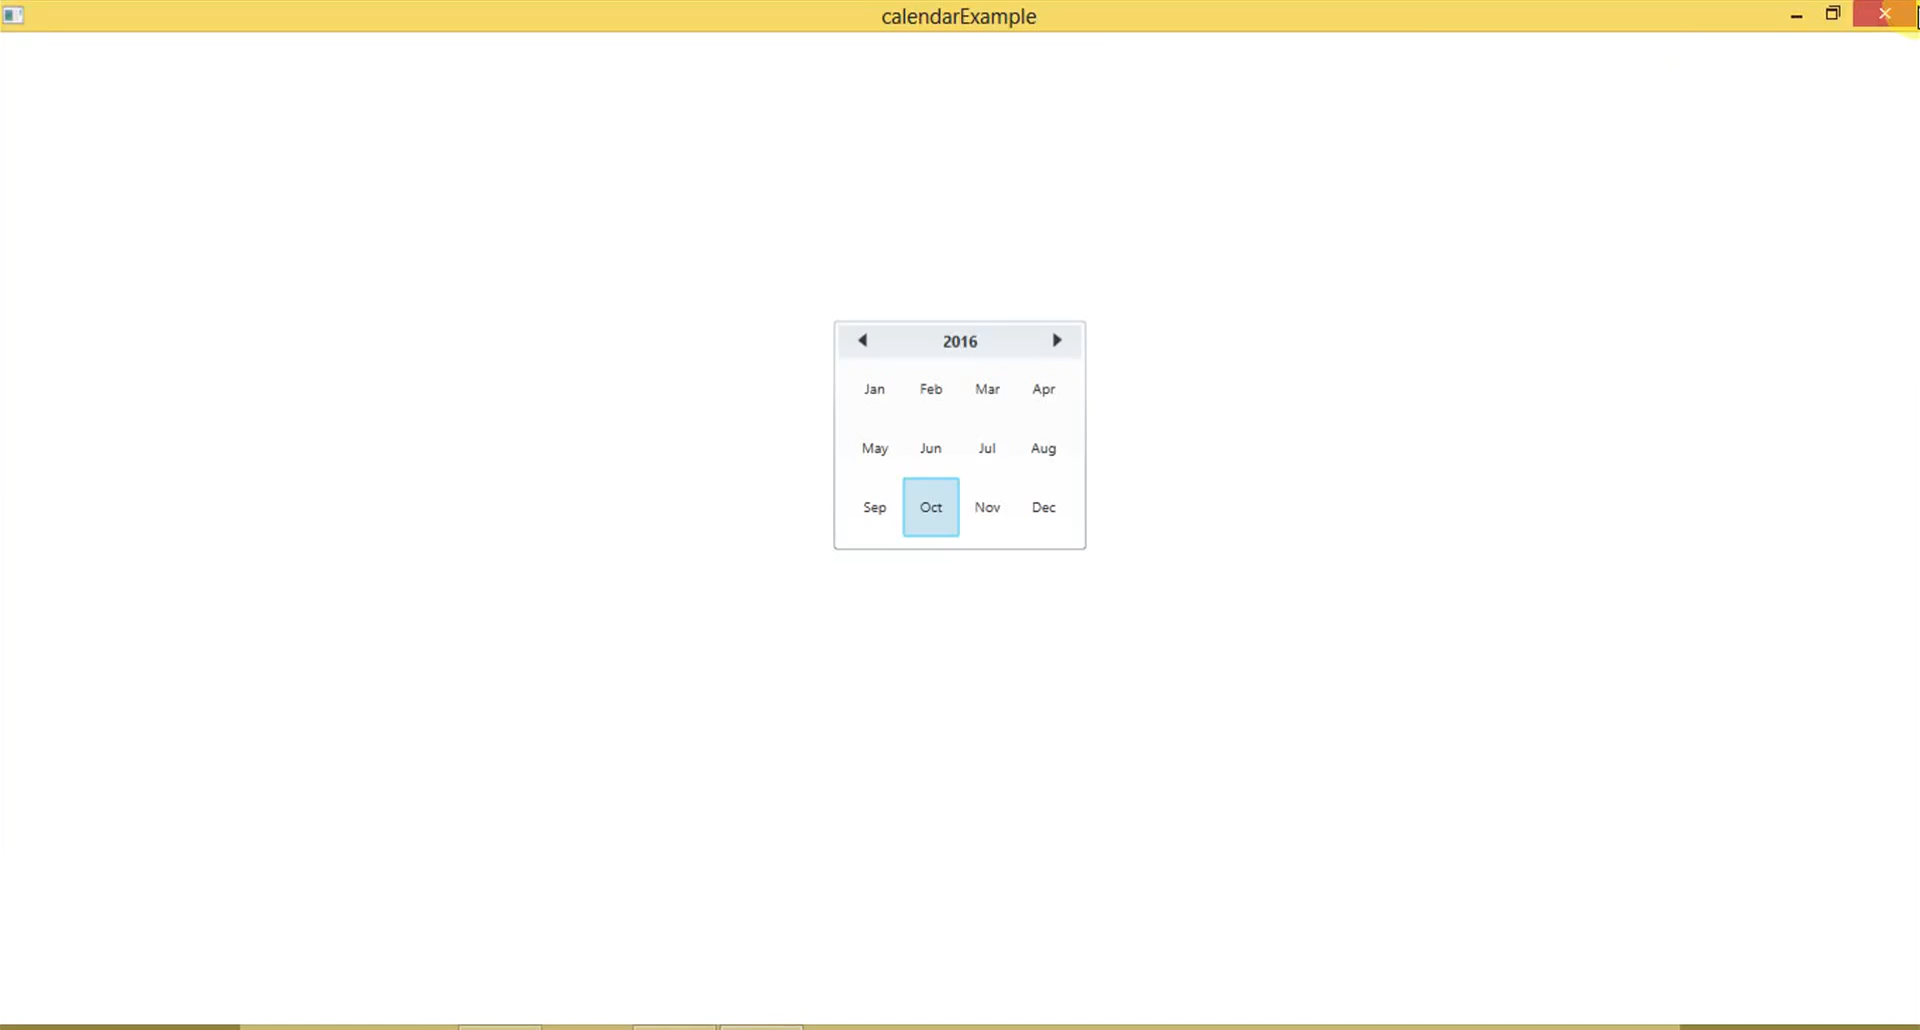 calendarExample
2016
Jan Feb Mar Apr
May Jun Jul Aug
Sep Oct Nov Dec